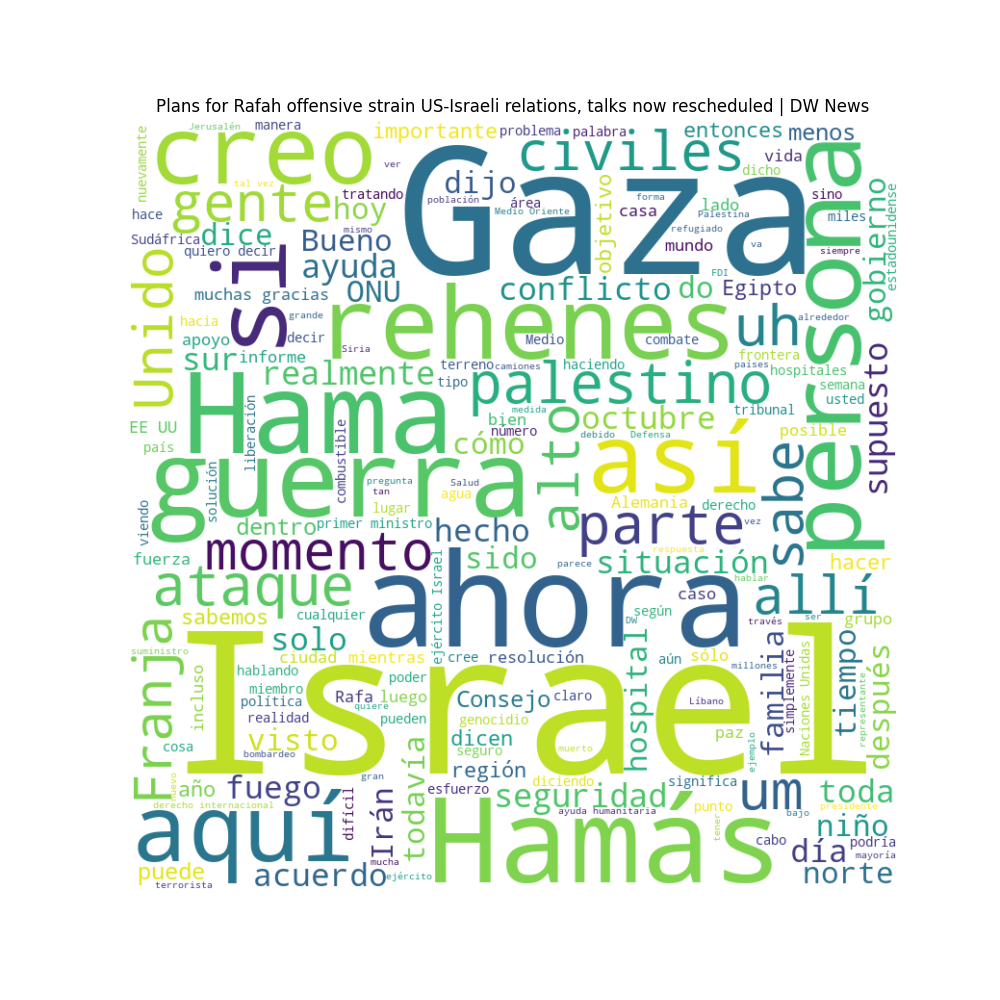 Plans for Rafah offensive strain US-Israeli relations, talks now rescheduled | DW News
Jerusalén
manera
importante
problema
palabra
entonces
menos
nuevamente
creo
ver
civiles
vida
dicho
tal vez
Gaza
dijo
población
área
Medio Oriente
gente
hoy
tratando
objetivo
forma
casa
lado
Palestina
sino
miles
persona
gobierno
estadounidense
hace
mismo
refugiado
mundo
va
siempre
Sudáfrica
dice
quiero decir
si
Bueno
ayuda
ONU
conflicto
do
FDI
Egipto
Unido
muchas gracias
hacia
grande
rehenes
uh
alrededor
apoyo
decir
Siria
Medio
combate
frontera
sur
informe
realmente
terreno
camiones
haciendo
países
hospitales
tipo
palestino
semana
usted
supuesto
EE UU
país
liberación
Hama
medida
bien
número
cómo
alto
octubre
tribunal
posible
debido
Defensa
así
solución
combustible
guerra
pregunta
tan
Salud
agua
lugar
Alemania
derecho
sabe
viendo
dentro
primer ministro
hecho
parte
vez
fuerza
momento
sido
parece
respuesta
situación
hacer
ataque
ejército Israel
ahora
caso
hablar
allí
sabemos
cualquier
solo
según
DW
través
ser
grupo
Franja
suministro
ciudad
mientras
cree
resolución
hospital
aún
sólo
millones
familia
simplemente
Naciones Unidas
tiempo
representante
después
incluso
hablando
miembro
política
realidad
Israel
poder
Rafa
luego
quiere
pueden
Consejo
claro
genocidio
Líbano
paz
ejemplo
cosa
visto
bombardeo
dicen
seguro
muerto
todavía
región
nuevo
año
fuego
gran
esfuerzo
diciendo
significa
derecho internacional
difícil
Irán
seguridad
ayuda humanitaria
punto
tener
um
toda
presidente
bajo
aquí
Hamás
niño
cabo
día
podría
mayoría
puede
terrorista
acuerdo
mucha
ejército
norte